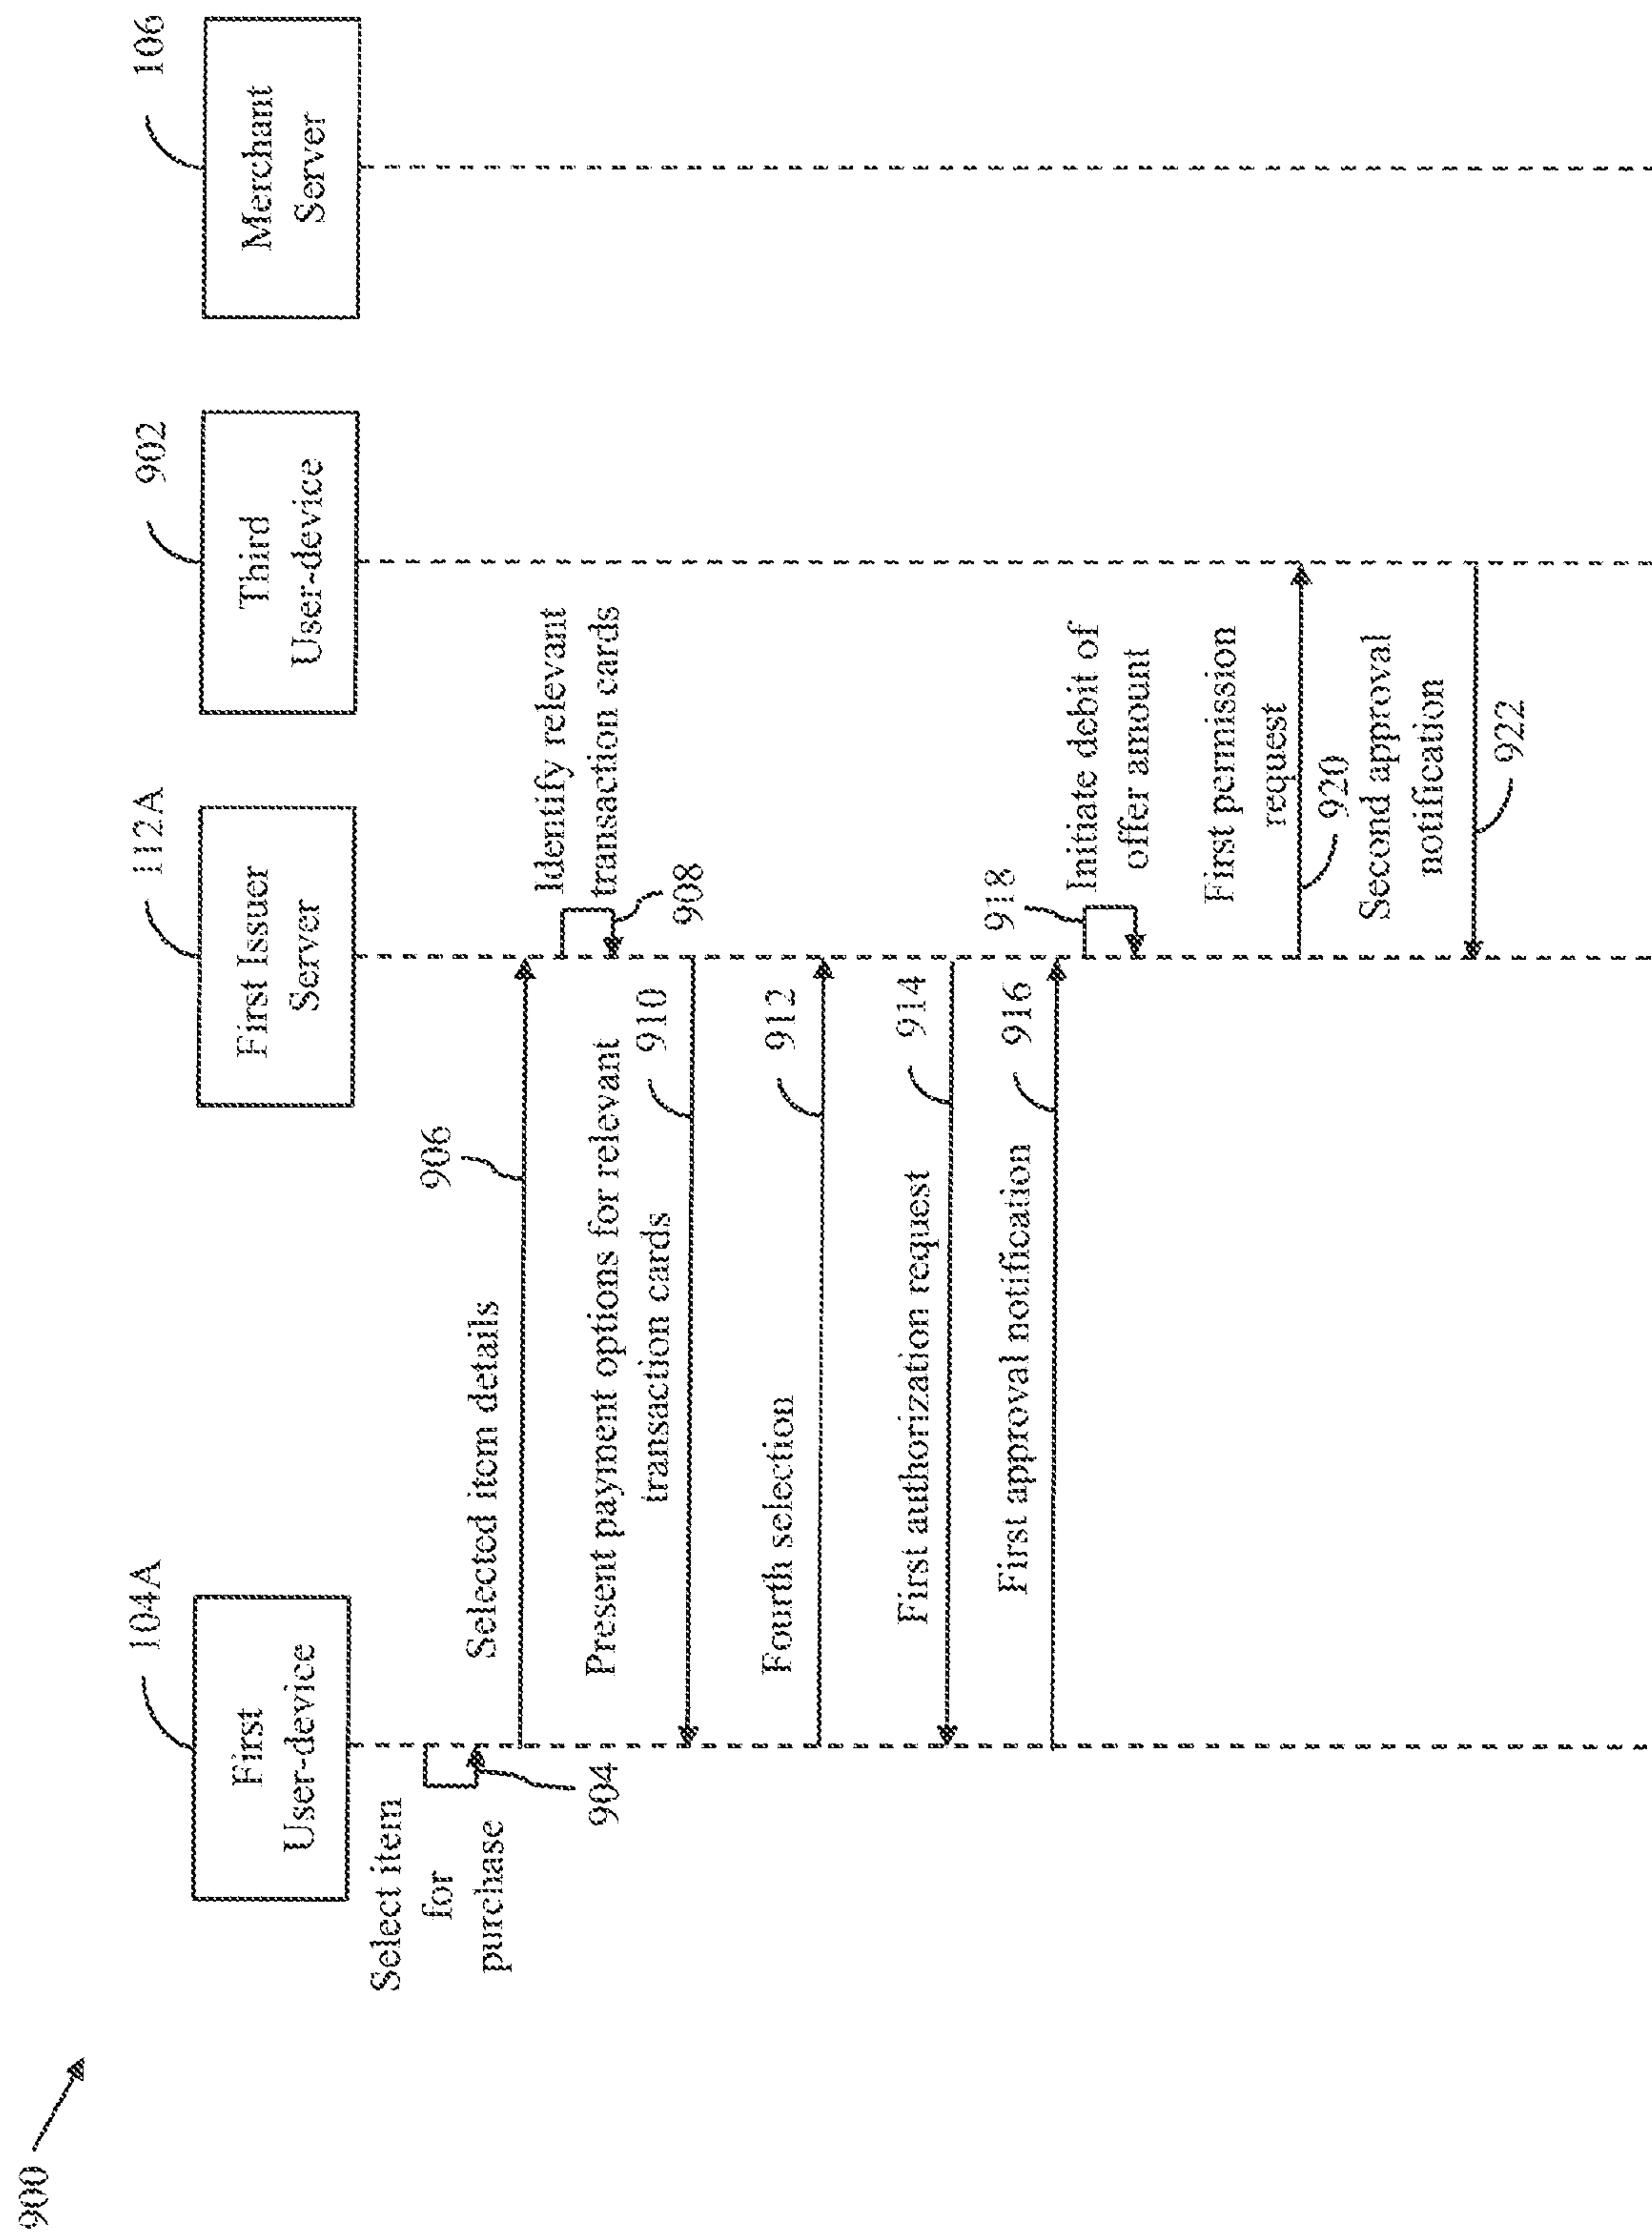 900
104A
First
User-device
112A
First Issuer
Server
902
Third
User-device
106
Merchant
Server
Select item
for
purchase
904
906
Selected item details
Identify relevant
transaction cards
908
Present payment options for relevant
transaction cards
910
Fourth selection
912
First authorization request
914
First approval notification
916
918
Initiate debit of
offer amount
First permission
request
920
Second approval
notification
922